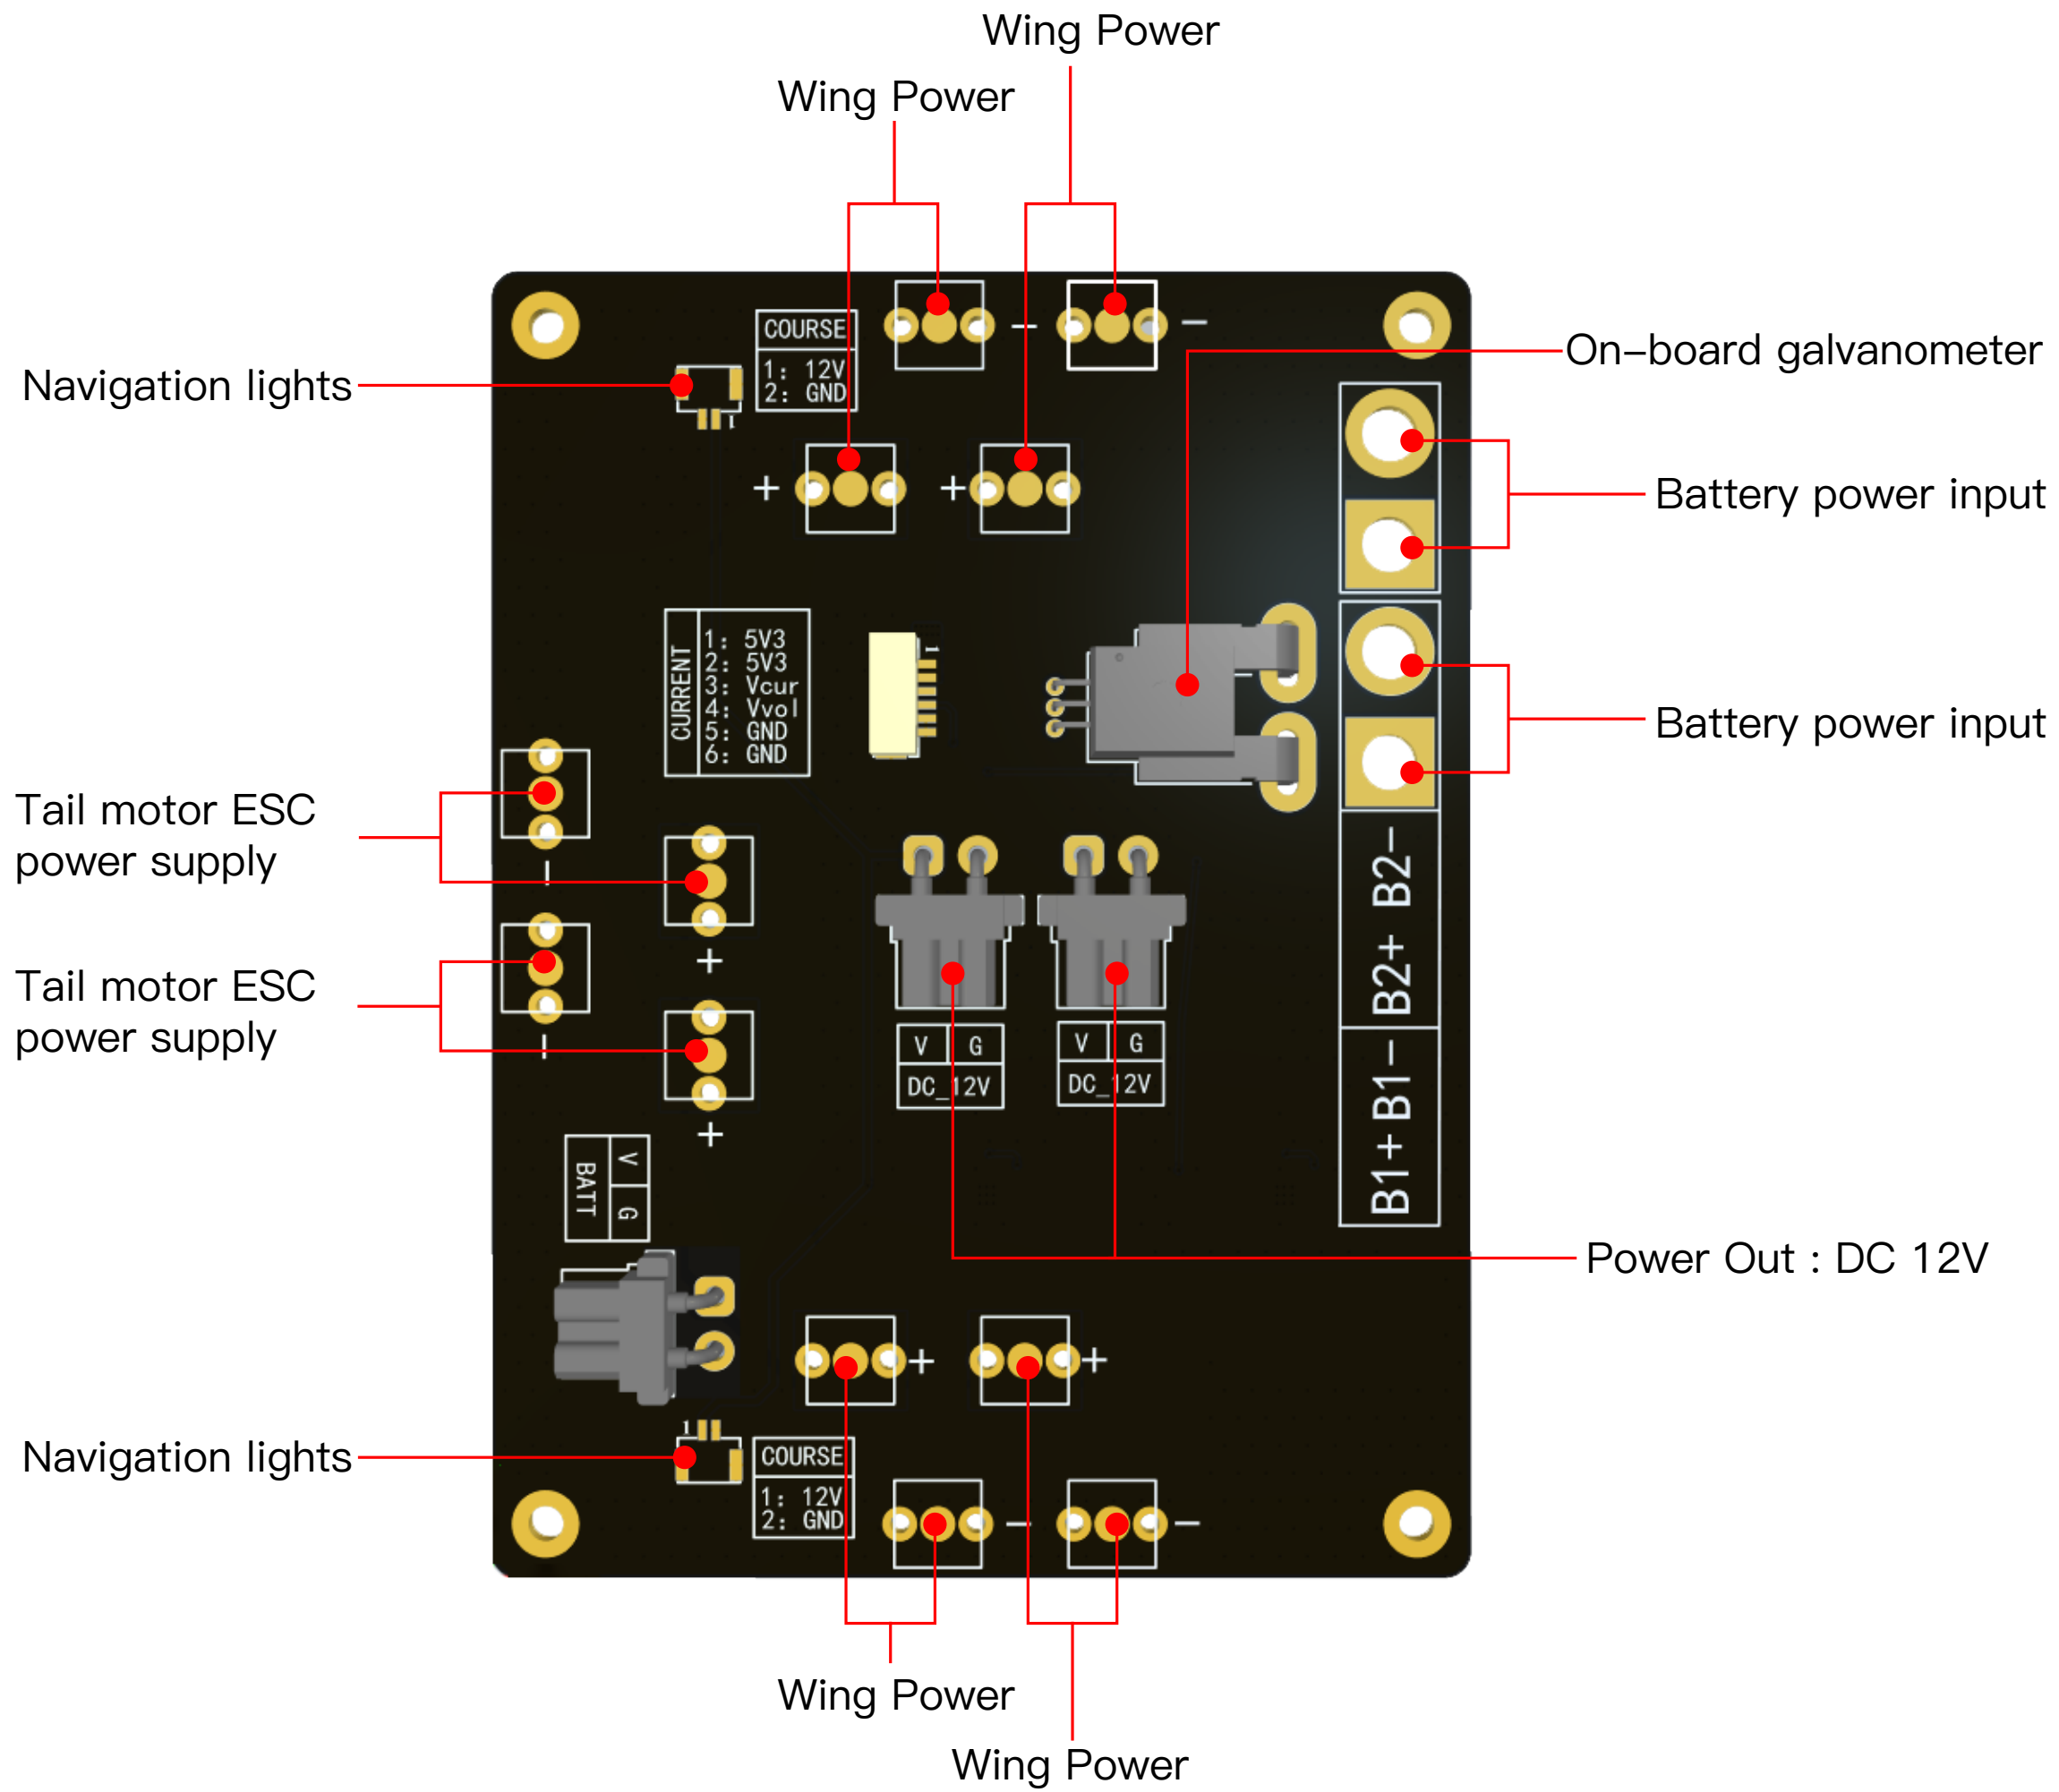 Wing Power
Wing Power
COURSE
1: 12V
2: GND
- -
On-board galvanometer
Navigation lights
1
+ +
Battery power input
CURRENT
1: 5V3
2: 5V3
3: Vcur
4: Vvol
5: GND
6: GND
1
Battery power input
Tail motor ESC
power supply
-
+
Tail motor ESC
power supply
-
+
B1+ B1- B2+ B2-
V G
DC_12V
V G
DC_12V
V G
BATT
Power Out : DC 12V
+ +
Navigation lights
1
COURSE
1: 12V
2: GND
- -
Wing Power
Wing Power